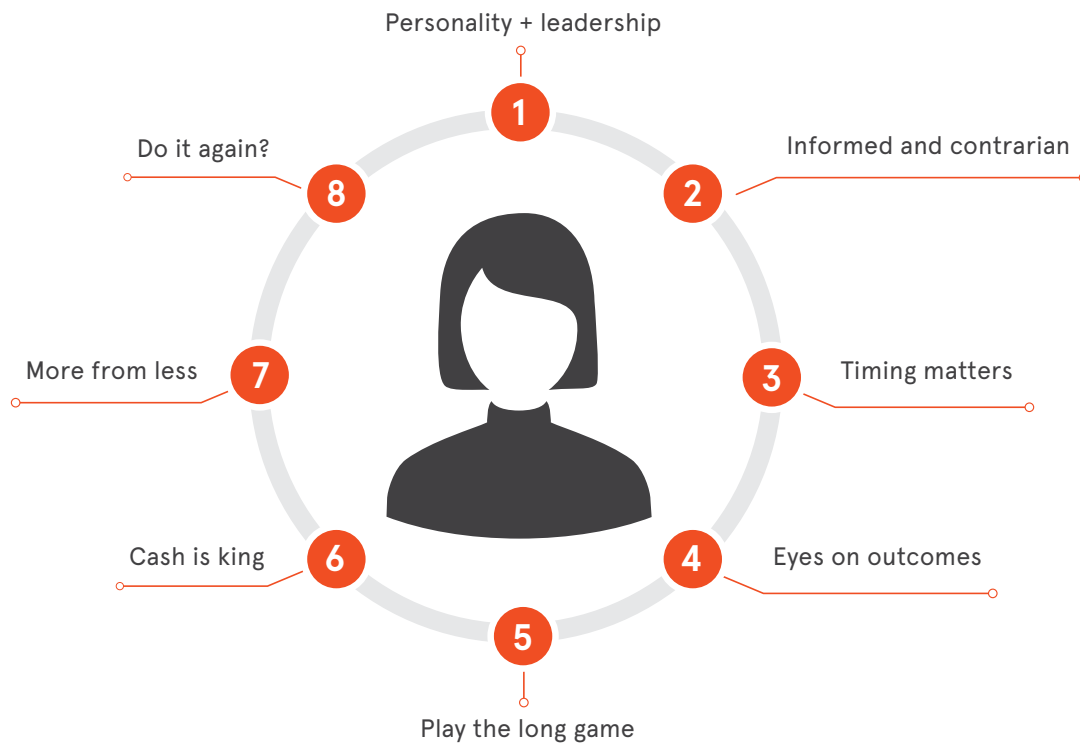 Personality + leadership
1
Informed and contrarian
2
Timing matters
3
Eyes on outcomes
4
5
Play the long game
Cash is king
6
More from less
7
Do it again?
8